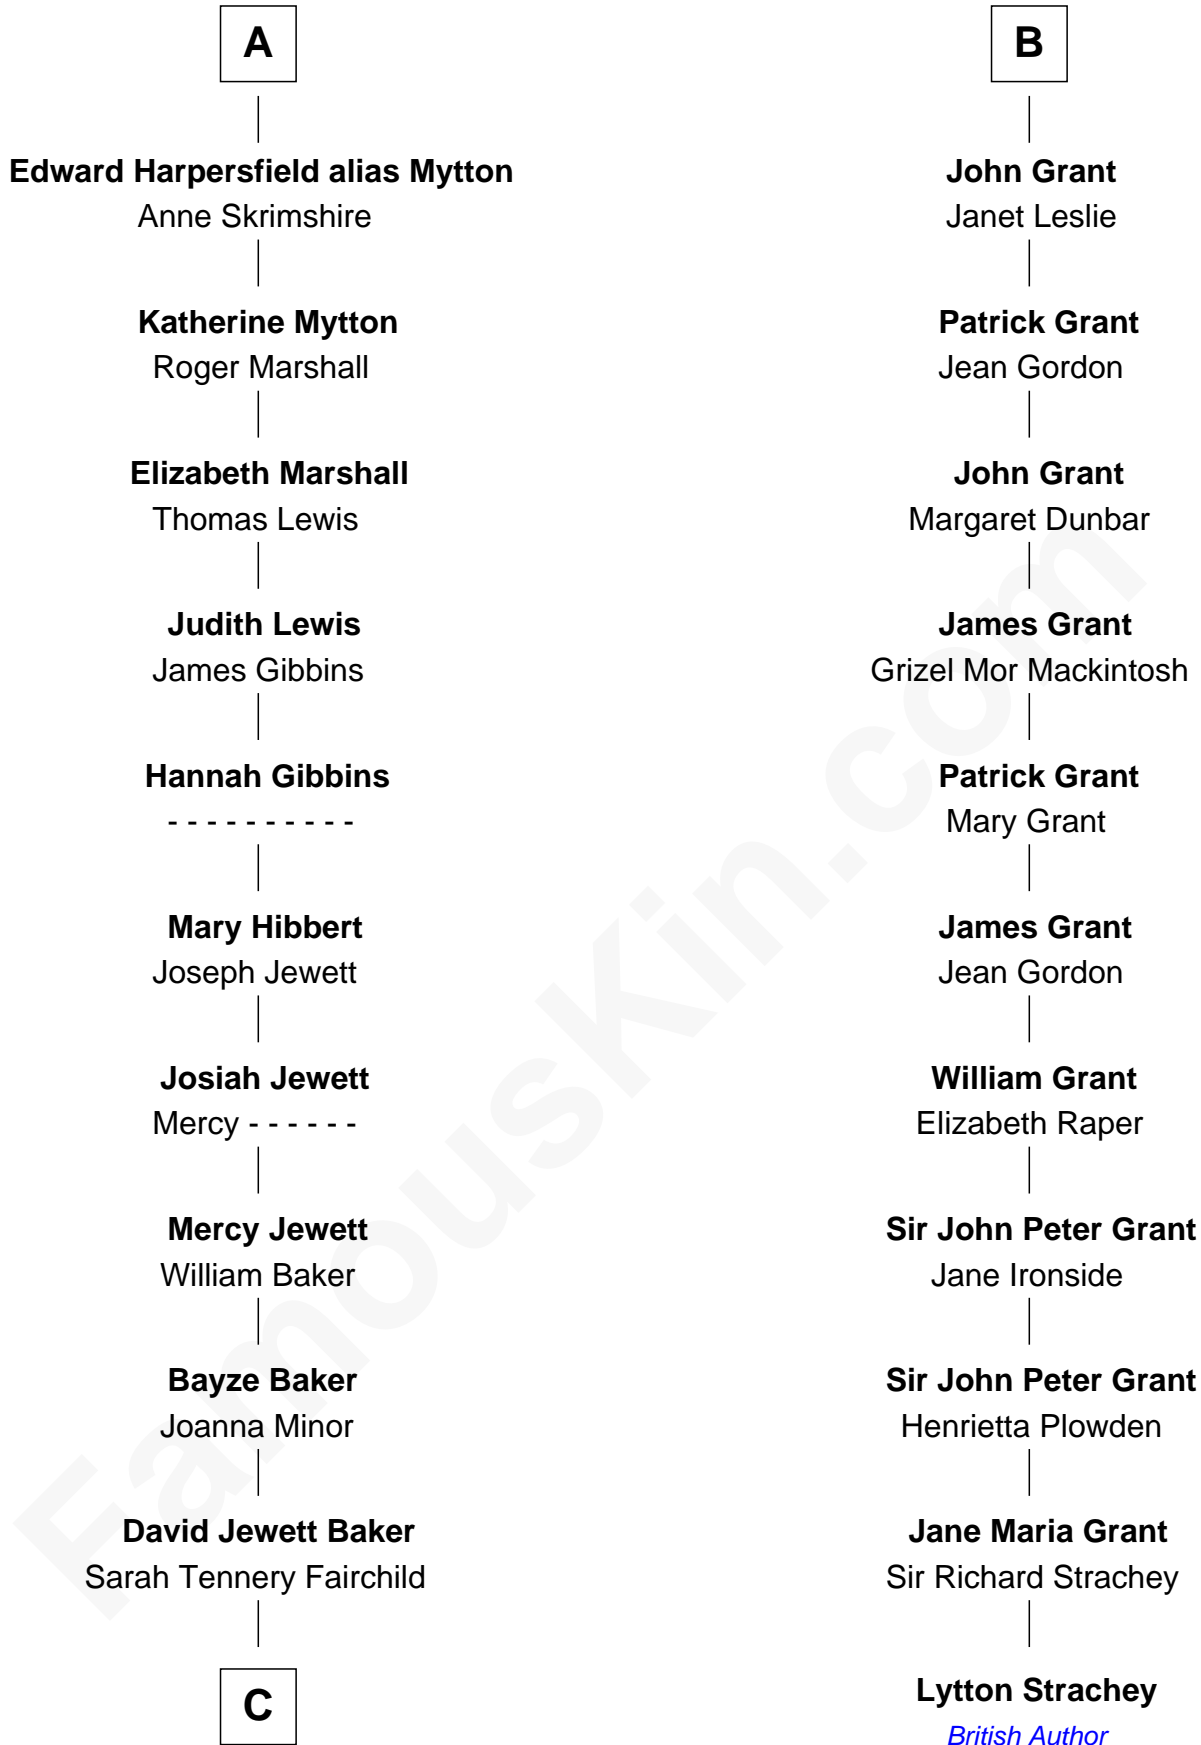 A
Edward Harpersfield alias Mytton
Anne Skrimshire
Katherine Mytton
Roger Marshall
Elizabeth Marshall
Thomas Lewis
Judith Lewis
James Gibbins
Hannah Gibbins
- - - - - - - - - -
Mary Hibbert
Joseph Jewett
Josiah Jewett
Mercy - - - - - -
Mercy Jewett
William Baker
Bayze Baker
Joanna Minor
David Jewett Baker
Sarah Tennery Fairchild
C
B
John Grant
Janet Leslie
Patrick Grant
Jean Gordon
John Grant
Margaret Dunbar
James Grant
Grizel Mor Mackintosh
Patrick Grant
Mary Grant
James Grant
Jean Gordon
William Grant
Elizabeth Raper
Sir John Peter Grant
Jane Ironside
Sir John Peter Grant
Henrietta Plowden
Jane Maria Grant
Sir Richard Strachey
Lytton Strachey
British Author
FamousKin.com